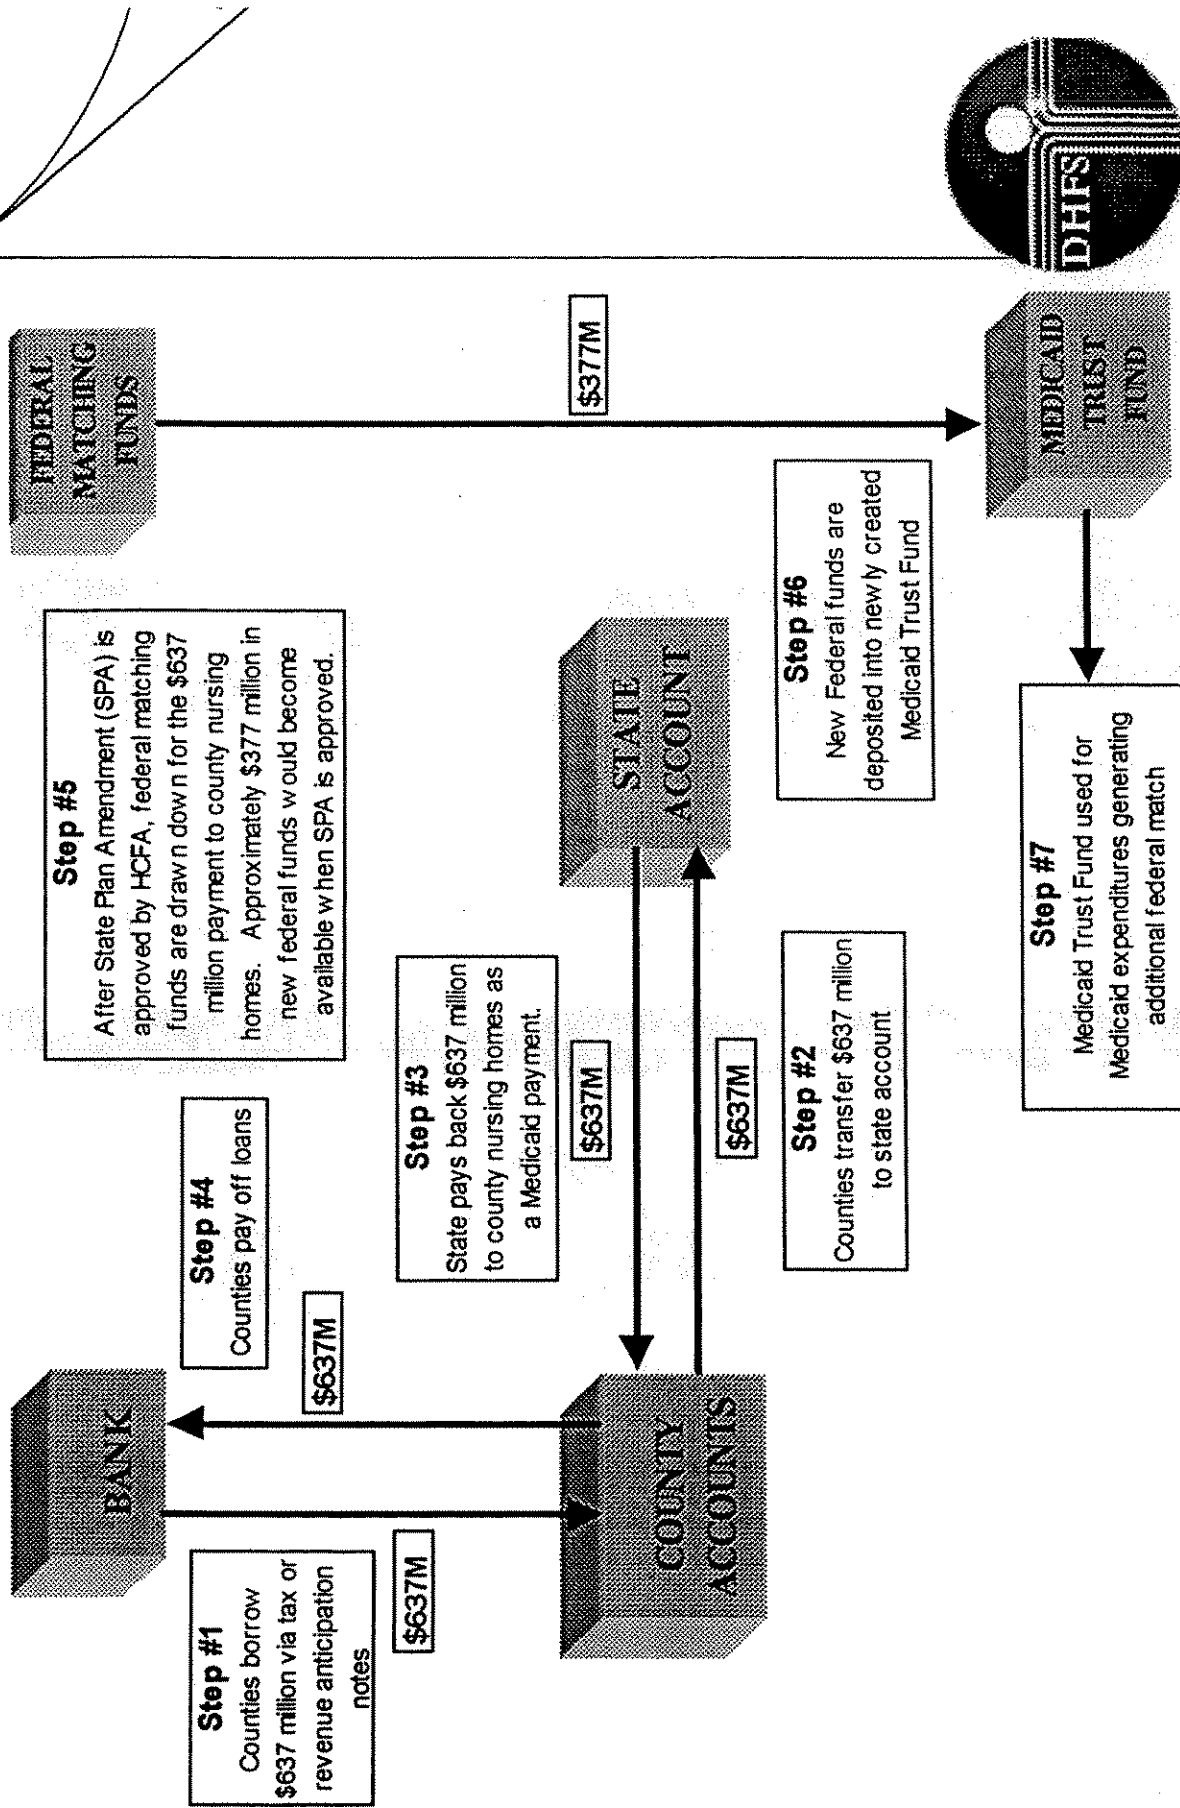 BANK
Step #1
Counties borrow
$637 million via tax or
revenue anticipation
notes
$637M
Step #4
Counties pay off loans
$637M
COUNTY
ACCOUNTS
Step #3
State pays back $637 million
to county nursing homes as
a Medicaid payment.
$637M
$637M
Step #2
Counties transfer $637 million
to state account
STATE
ACCOUNT
Step #5
After State Plan Amendment (SPA) is
approved by HCFA, federal matching
funds are drawn down for the $637
million payment to county nursing
homes. Approximately $377 million in
new federal funds would become
available when SPA is approved.
FEDERAL
MATCHING
FUNDS
$377M
Step #6
New Federal funds are
deposited into newly created
Medicaid Trust Fund
MEDICAID
TRUST
FUND
Step #7
Medicaid Trust Fund used for
Medicaid expenditures generating
additional federal match
DHFS